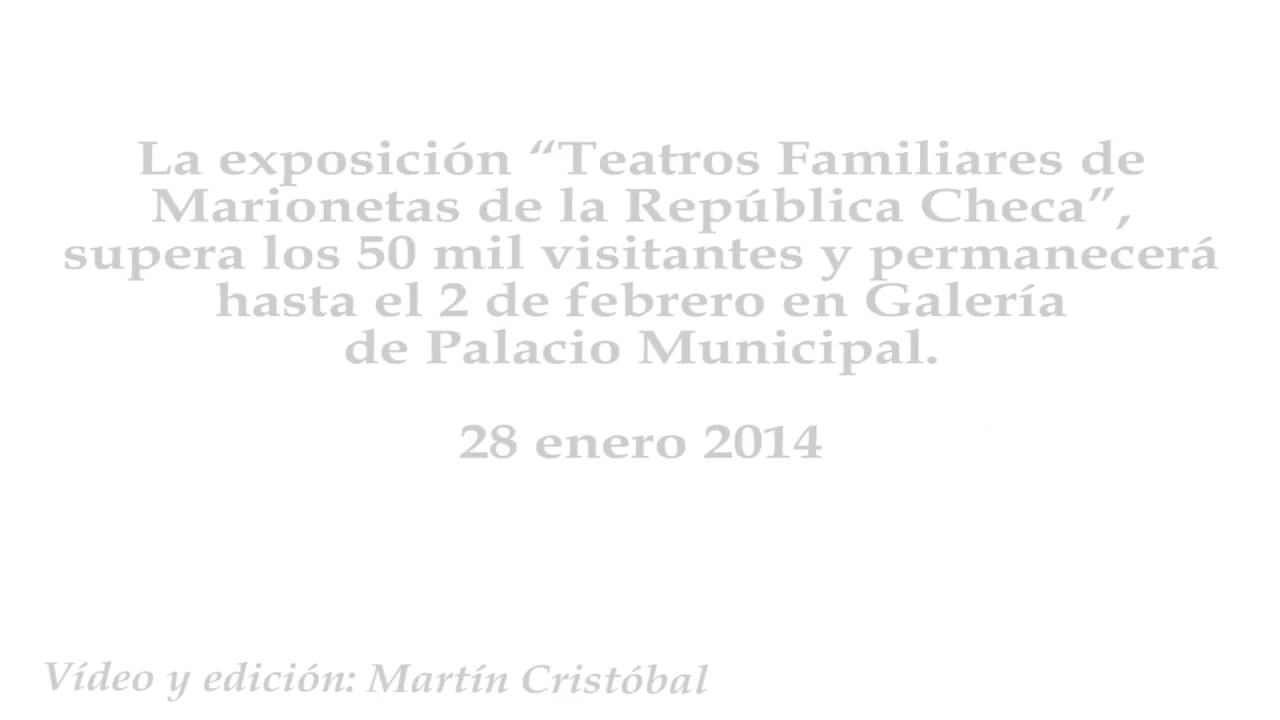 La exposición “Teatros Familiares de
Marionetas de la República Checa”,
supera los 50 mil visitantes y permanecerá
hasta el 2 de febrero en Galería
de Palacio Municipal.
28 enero 2014
Vídeo y edición: Martín Cristóbal